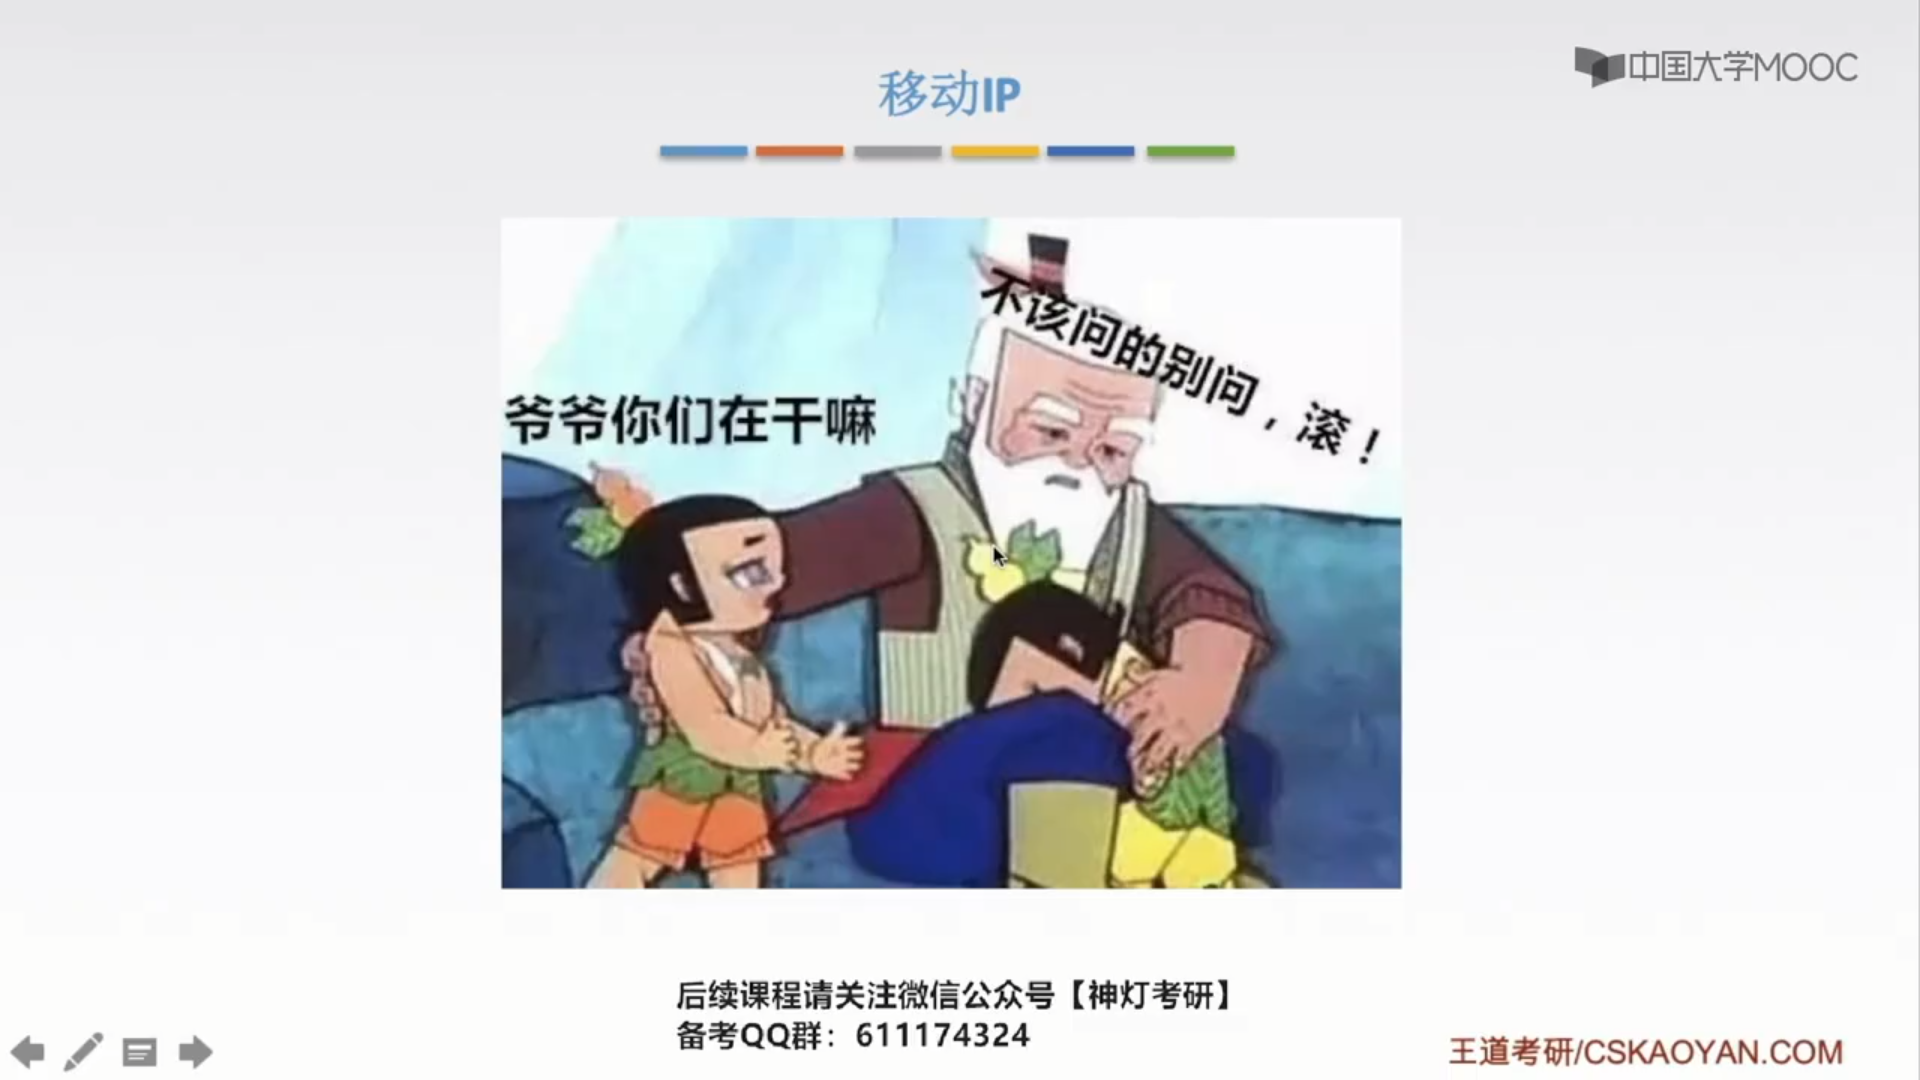 中国大学MOOC
移动IP
不该问的别问，滚！
爷爷你们在干嘛
后续课程请关注微信公众号【神灯考研】
备考QQ群：611174324
王道考研/CSKAOYAN.COM